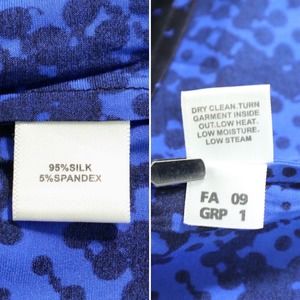 95%SILK
5%SPANDEX
DRY CLEAN.TURN
GARMENT INSIDE
OUT.LOW HEAT.
LOW MOISTURE.
LOW STEAM
FA 09
GRP 1